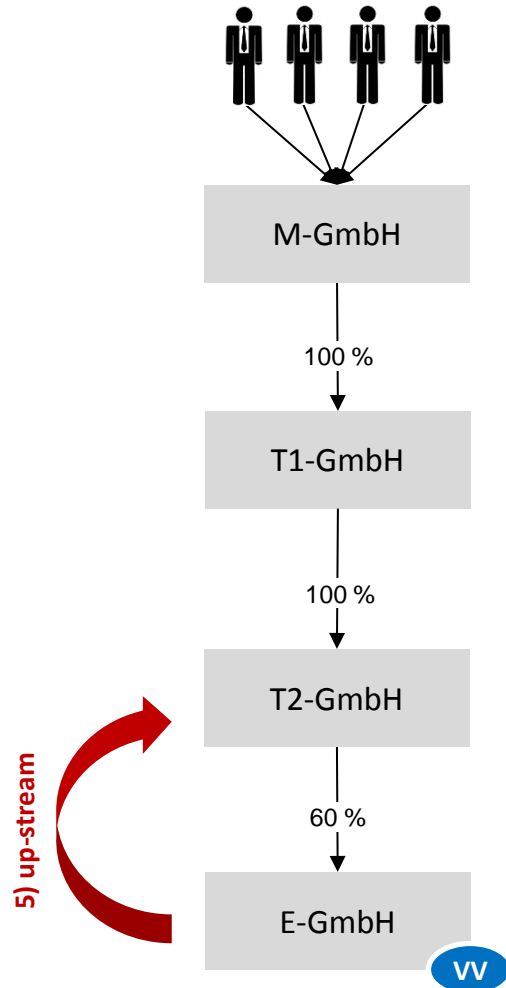 M-GmbH
100 %
T1-GmbH
100 %
T2-GmbH
5) up-stream
60 %
E-GmbH
VV